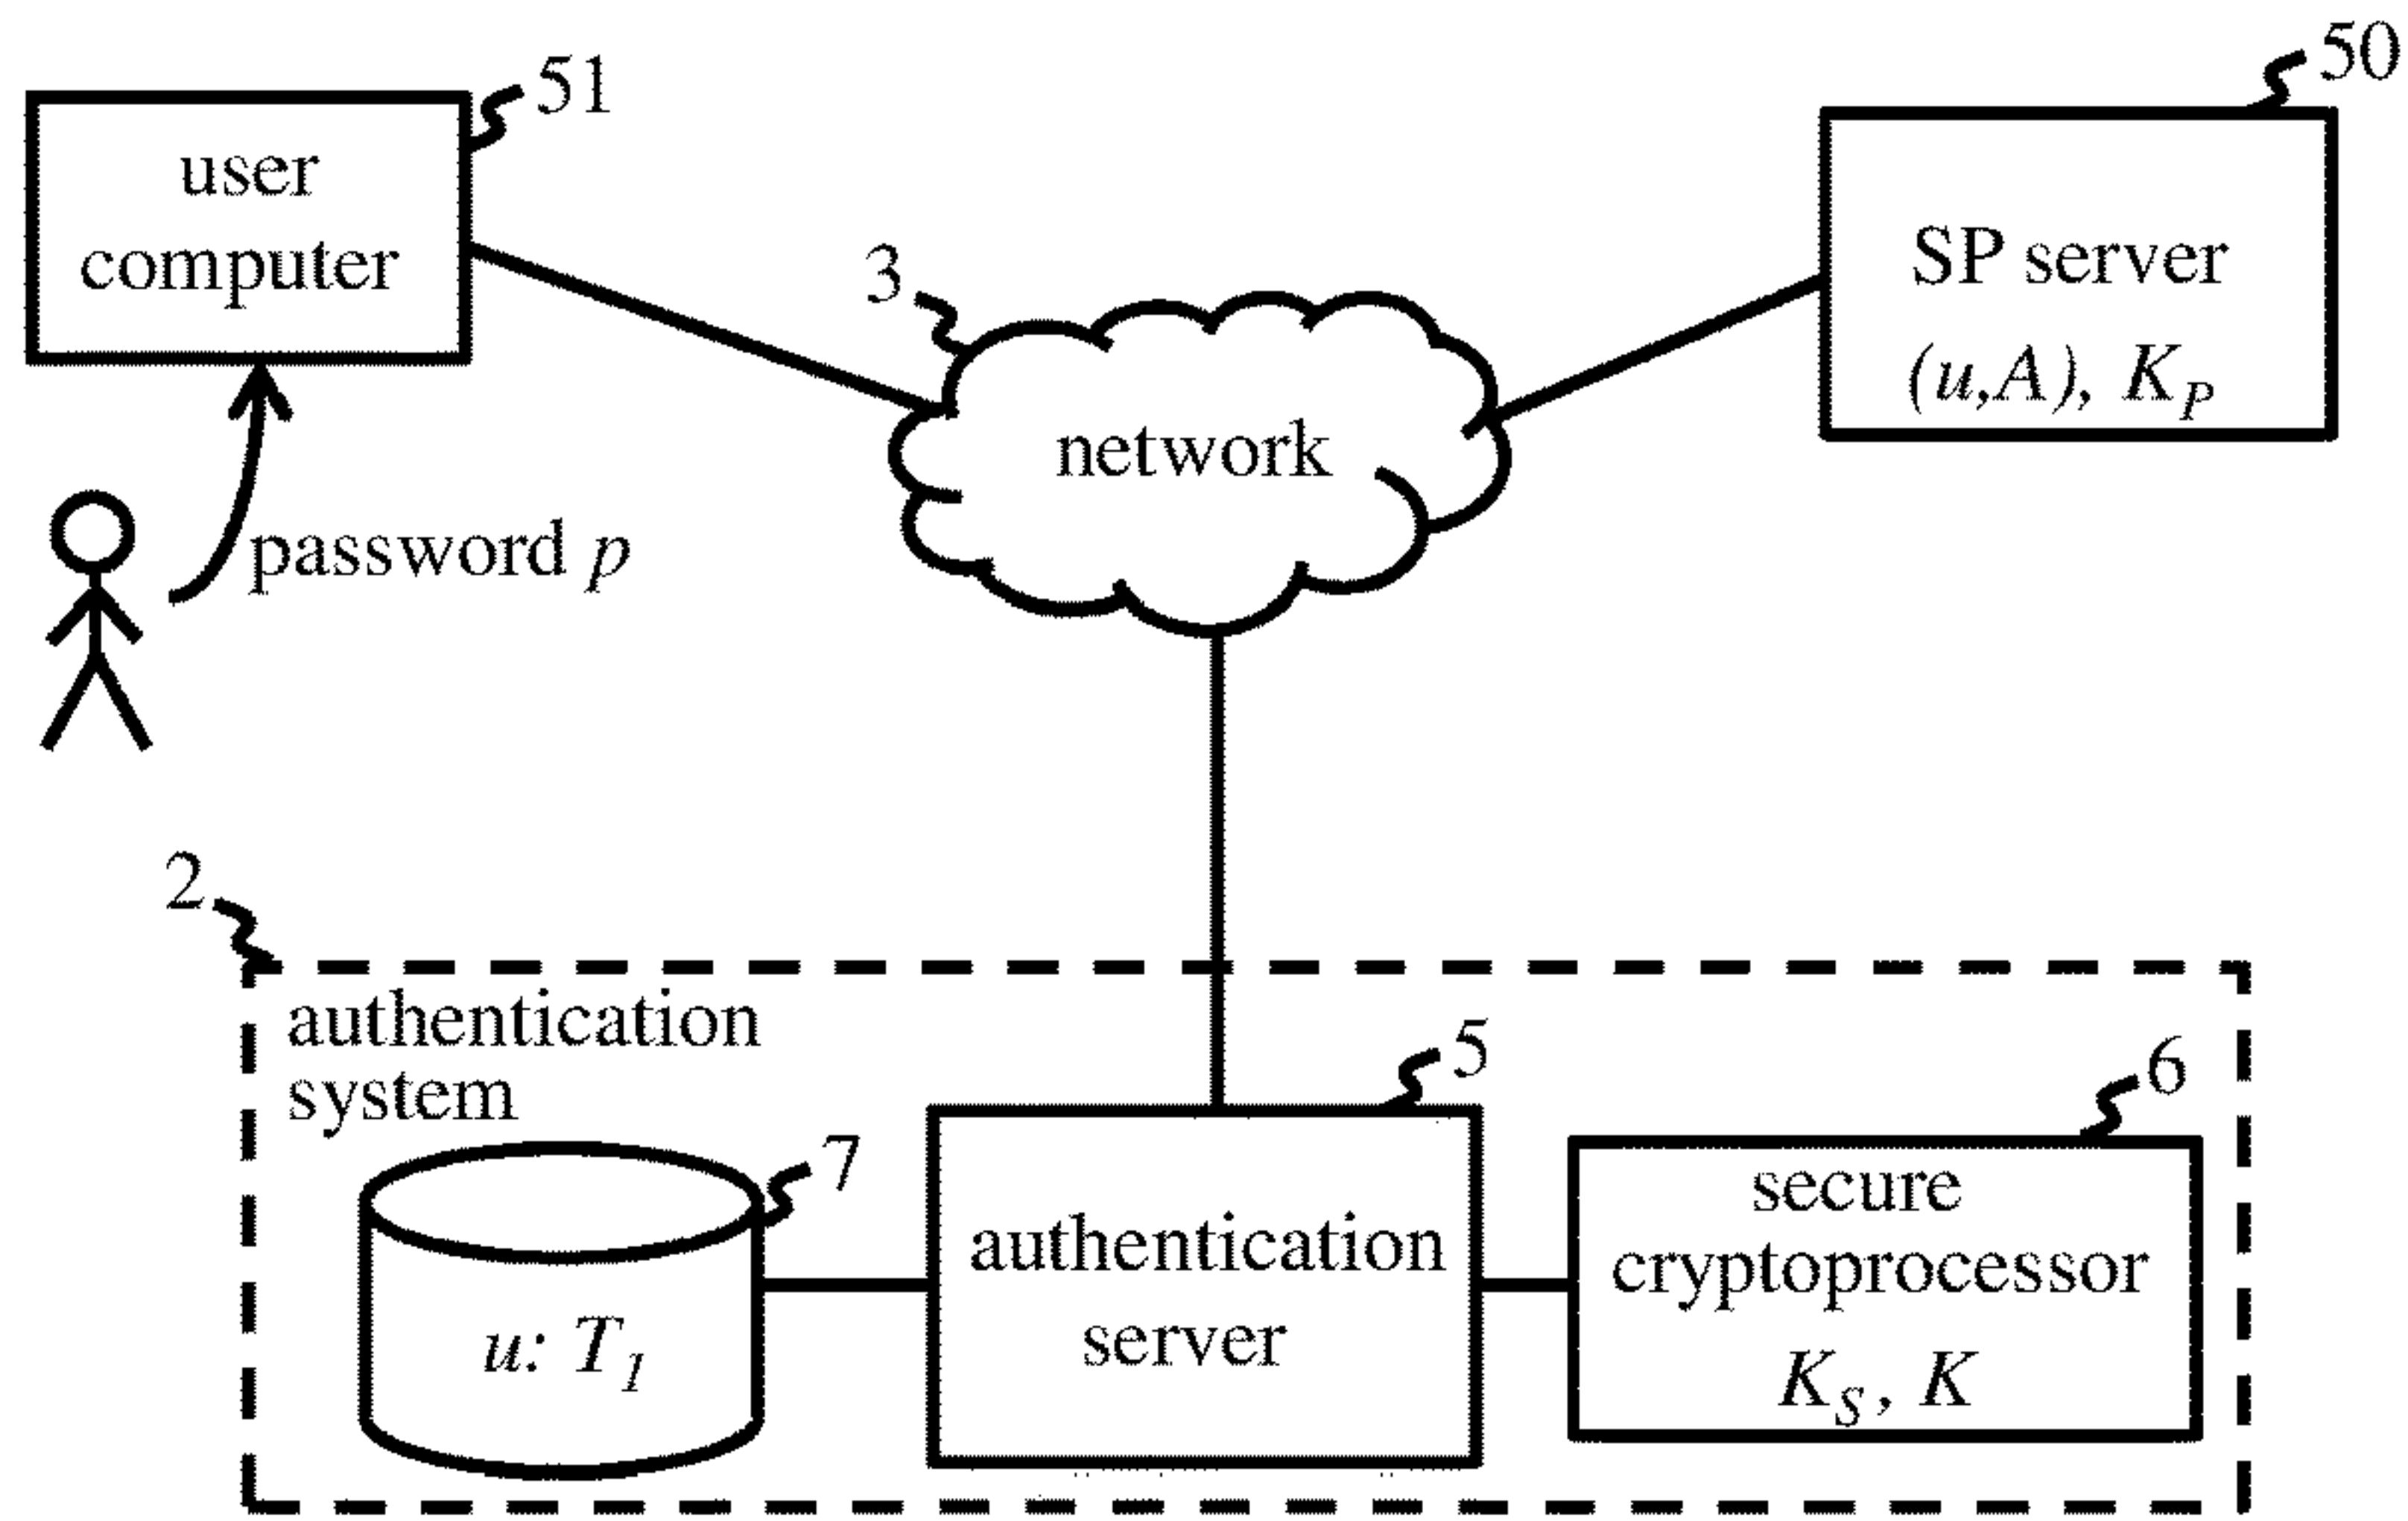 51
user
computer
50
SP server
(u,A), K_P
3
network
password p
2
authentication
system
7
u: T_1
5
authentication
server
6
secure
cryptoprocessor
K_S, K